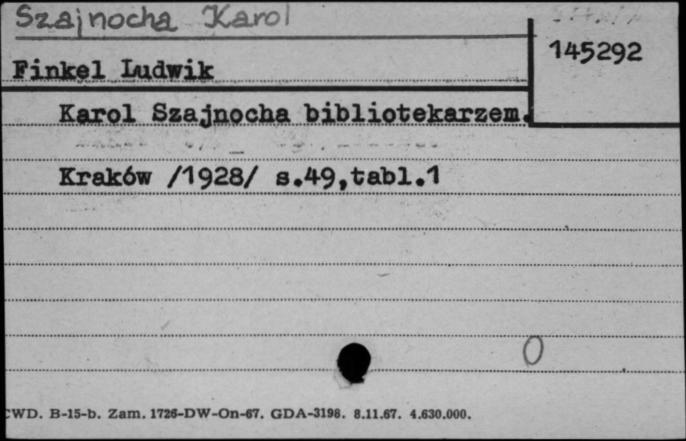 Szajnocha Karol
145292
Finkel Ludwik
Karol Szajnocha bibliotekarzem.
Kraków /1928/ s.49,tabl.1
0
CWD. B-15-b. Zam. 1726-DW-On-67. GDA-3198. 8.11.67. 4.630.000.